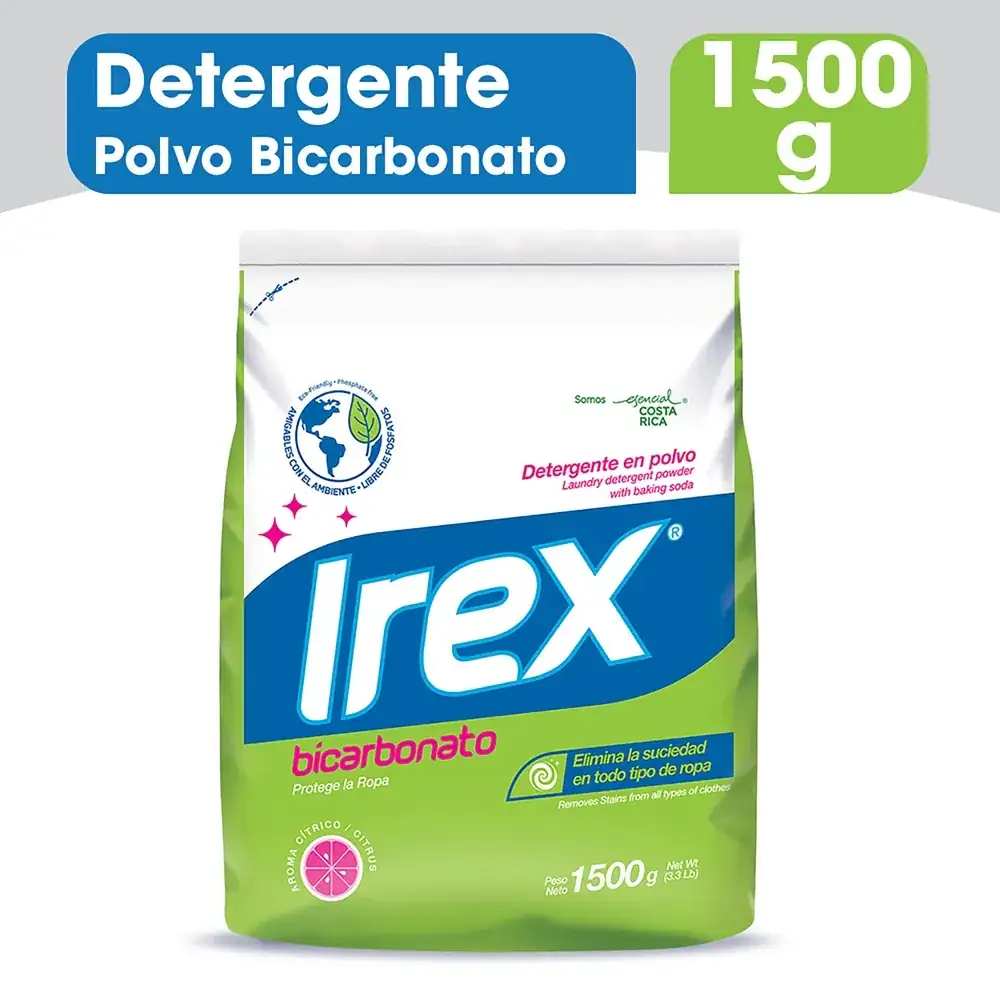 Detergente
Polvo Bicarbonato
1500
g
Eco-Friendly • Phosphate free
AMIGABLES CON EL AMBIENTE • LIBRE DE FOSFATOS
Somos esencial®
COSTA
RICA
Detergente en polvo
Laundry detergent powder
with baking soda
Irex®
bicarbonato
Protege la Ropa
Elimina la suciedad
en todo tipo de ropa
Removes Stains from all types of clothes
AROMA CÍTRICO / CITRUS
Peso
Neto
1500g
Net Wt
(3.3 Lb)